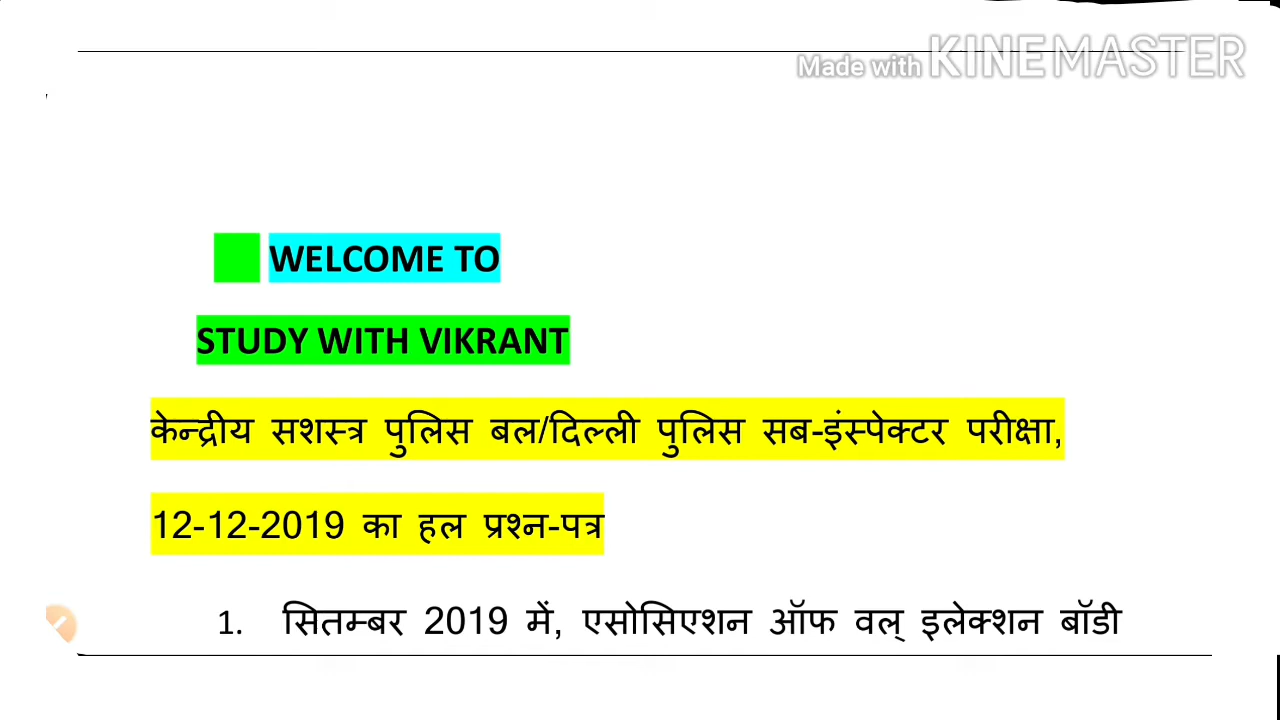 Made with KINEMASTER
WELCOME TO
STUDY WITH VIKRANT
केन्द्रीय सशस्त्र पुलिस बल/दिल्ली पुलिस सब-इंस्पेक्टर परीक्षा,
12-12-2019 का हल प्रश्न-पत्र
1. सितम्बर 2019 में, एसोसिएशन ऑफ वल् इलेक्शन बॉडी